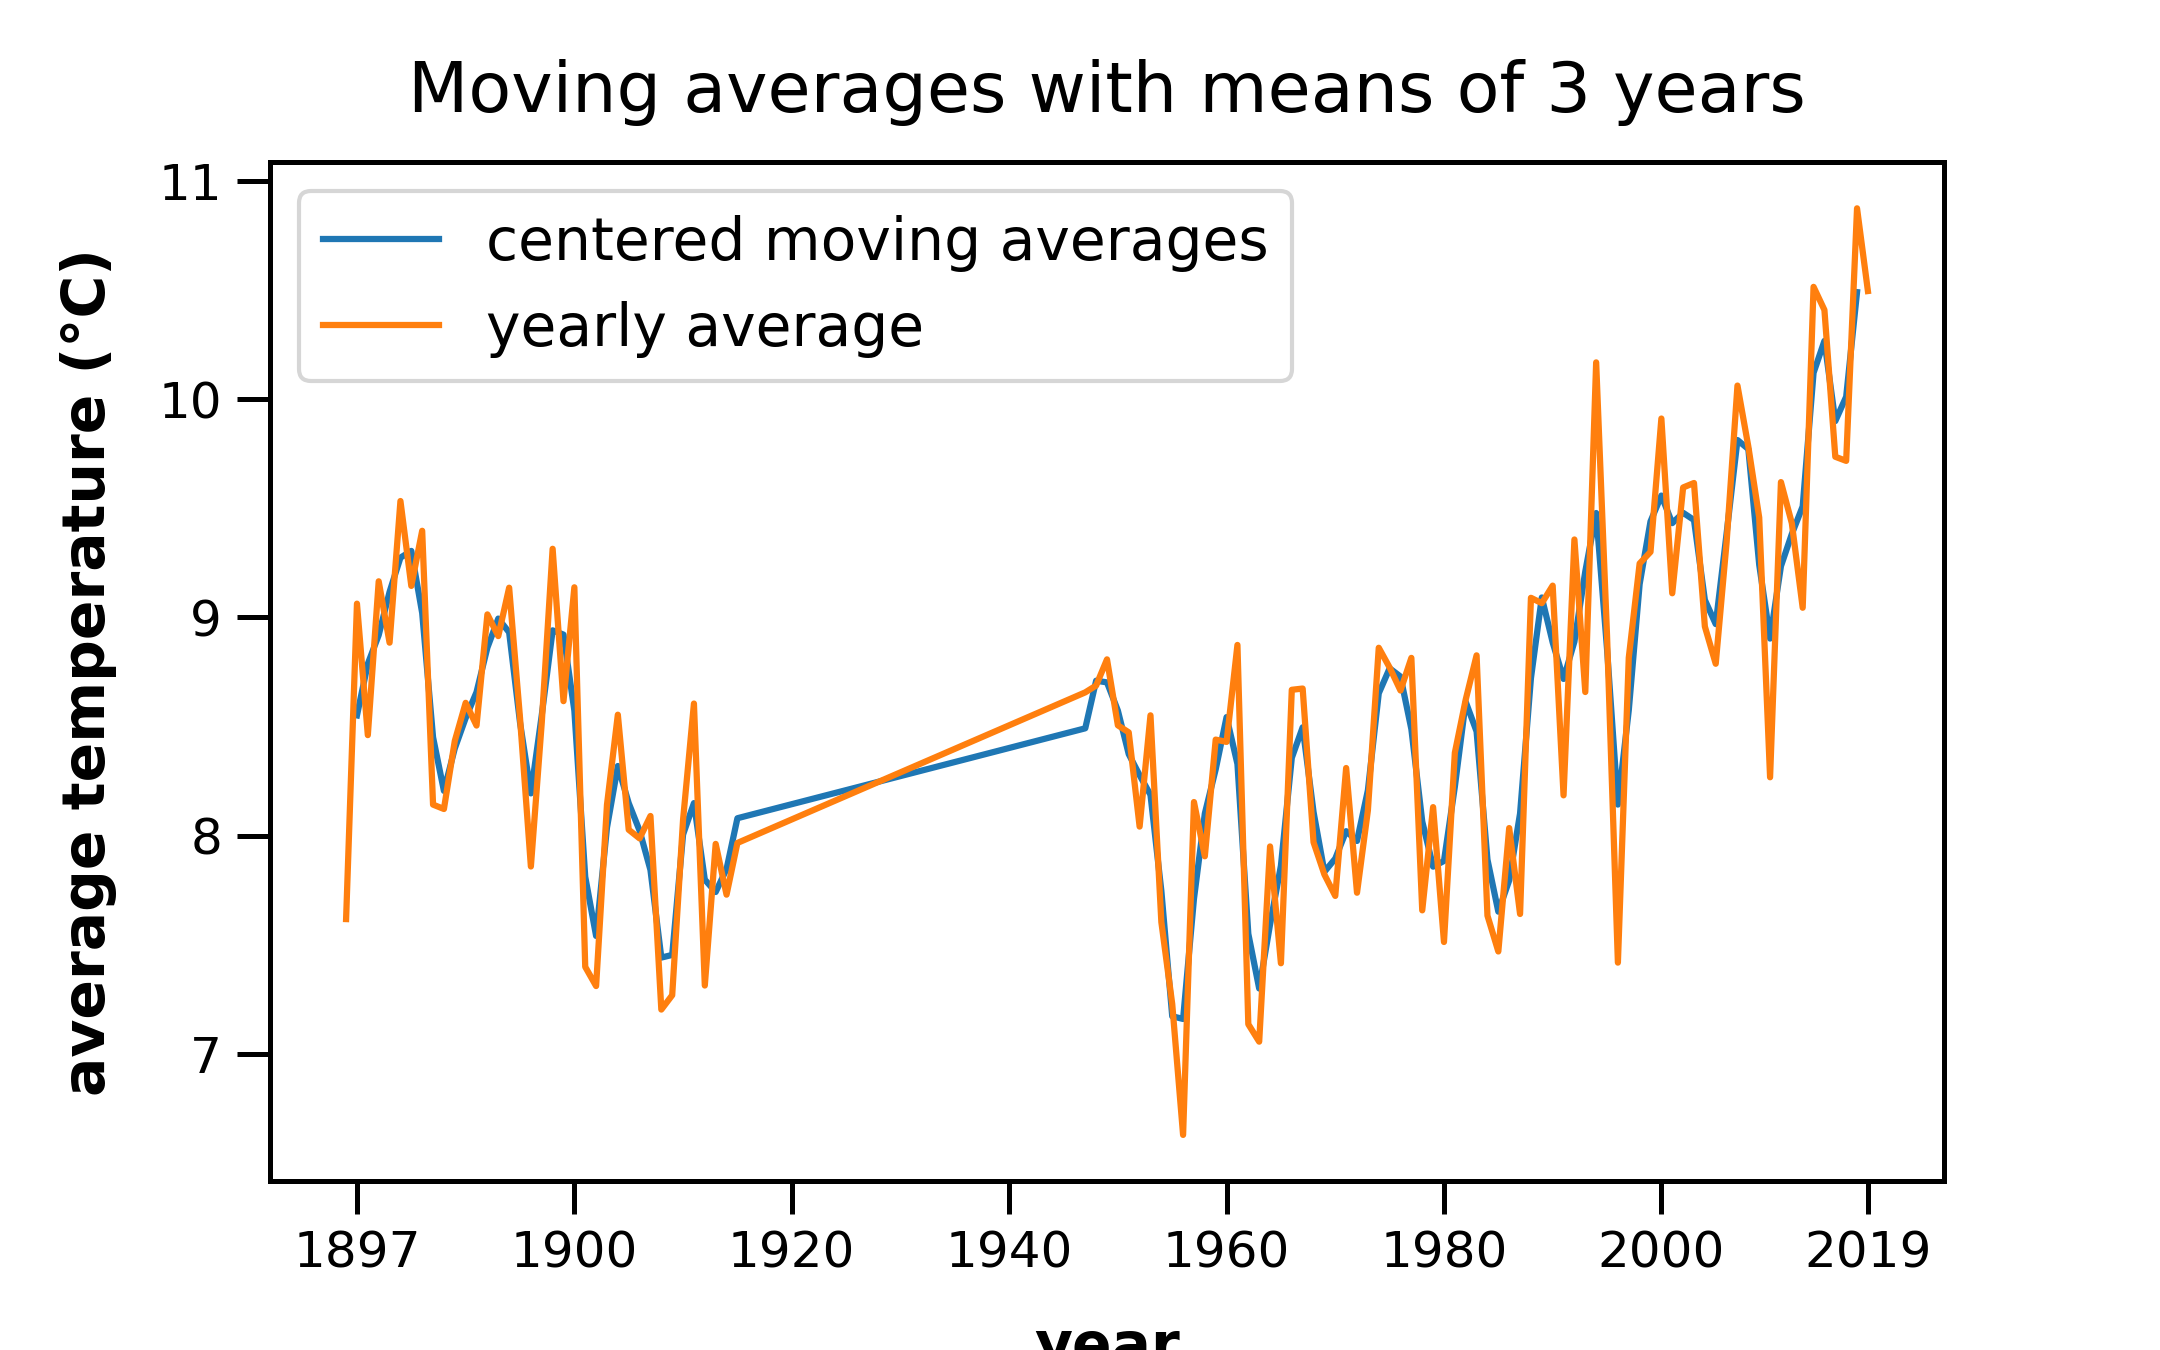 Moving averages with means of 3 years
11
10
9
8
7
average temperature (°C)
centered moving averages
yearly average
1897 1900 1920 1940 1960 1980 2000 2019
year